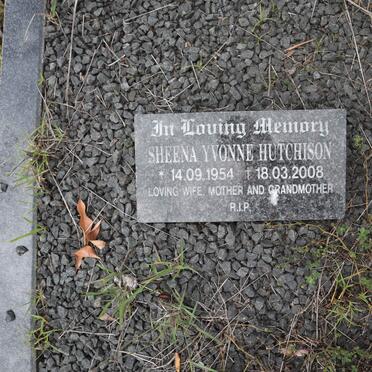 In Loving Memory
SHEENA YVONNE HUTCHISON
* 14.09.1954 † 18.03.2008
LOVING WIFE, MOTHER AND GRANDMOTHER
R.I.P.